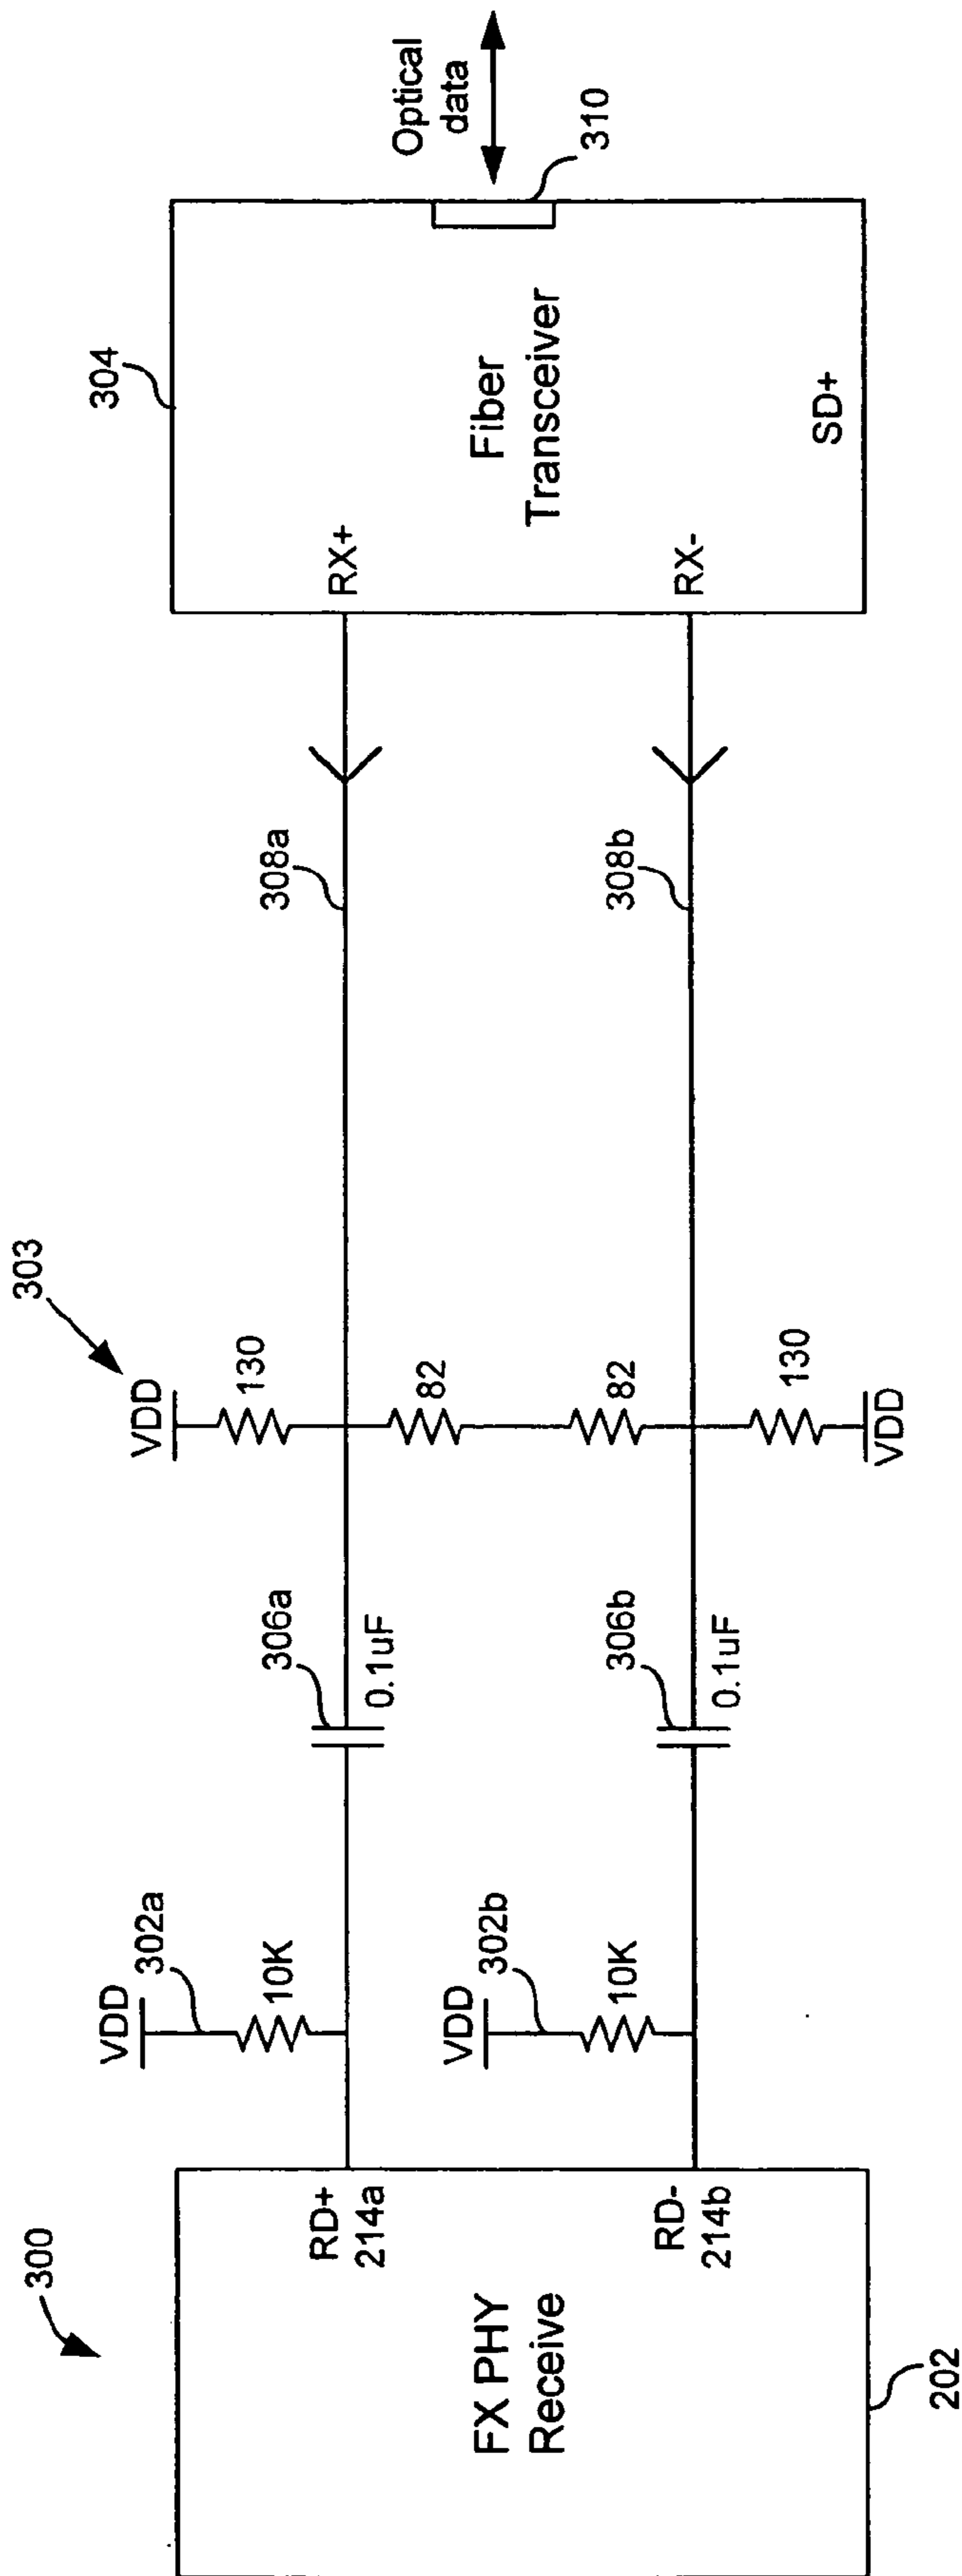 300
FX PHY
Receive
RD+
214a
RD-
214b
202
VDD
302a
10K
VDD
302b
10K
306a
0.1uF
306b
0.1uF
303
VDD
130
82
82
130
VDD
308a
308b
304
RX+
RX-
Fiber
Transceiver
SD+
310
Optical
data